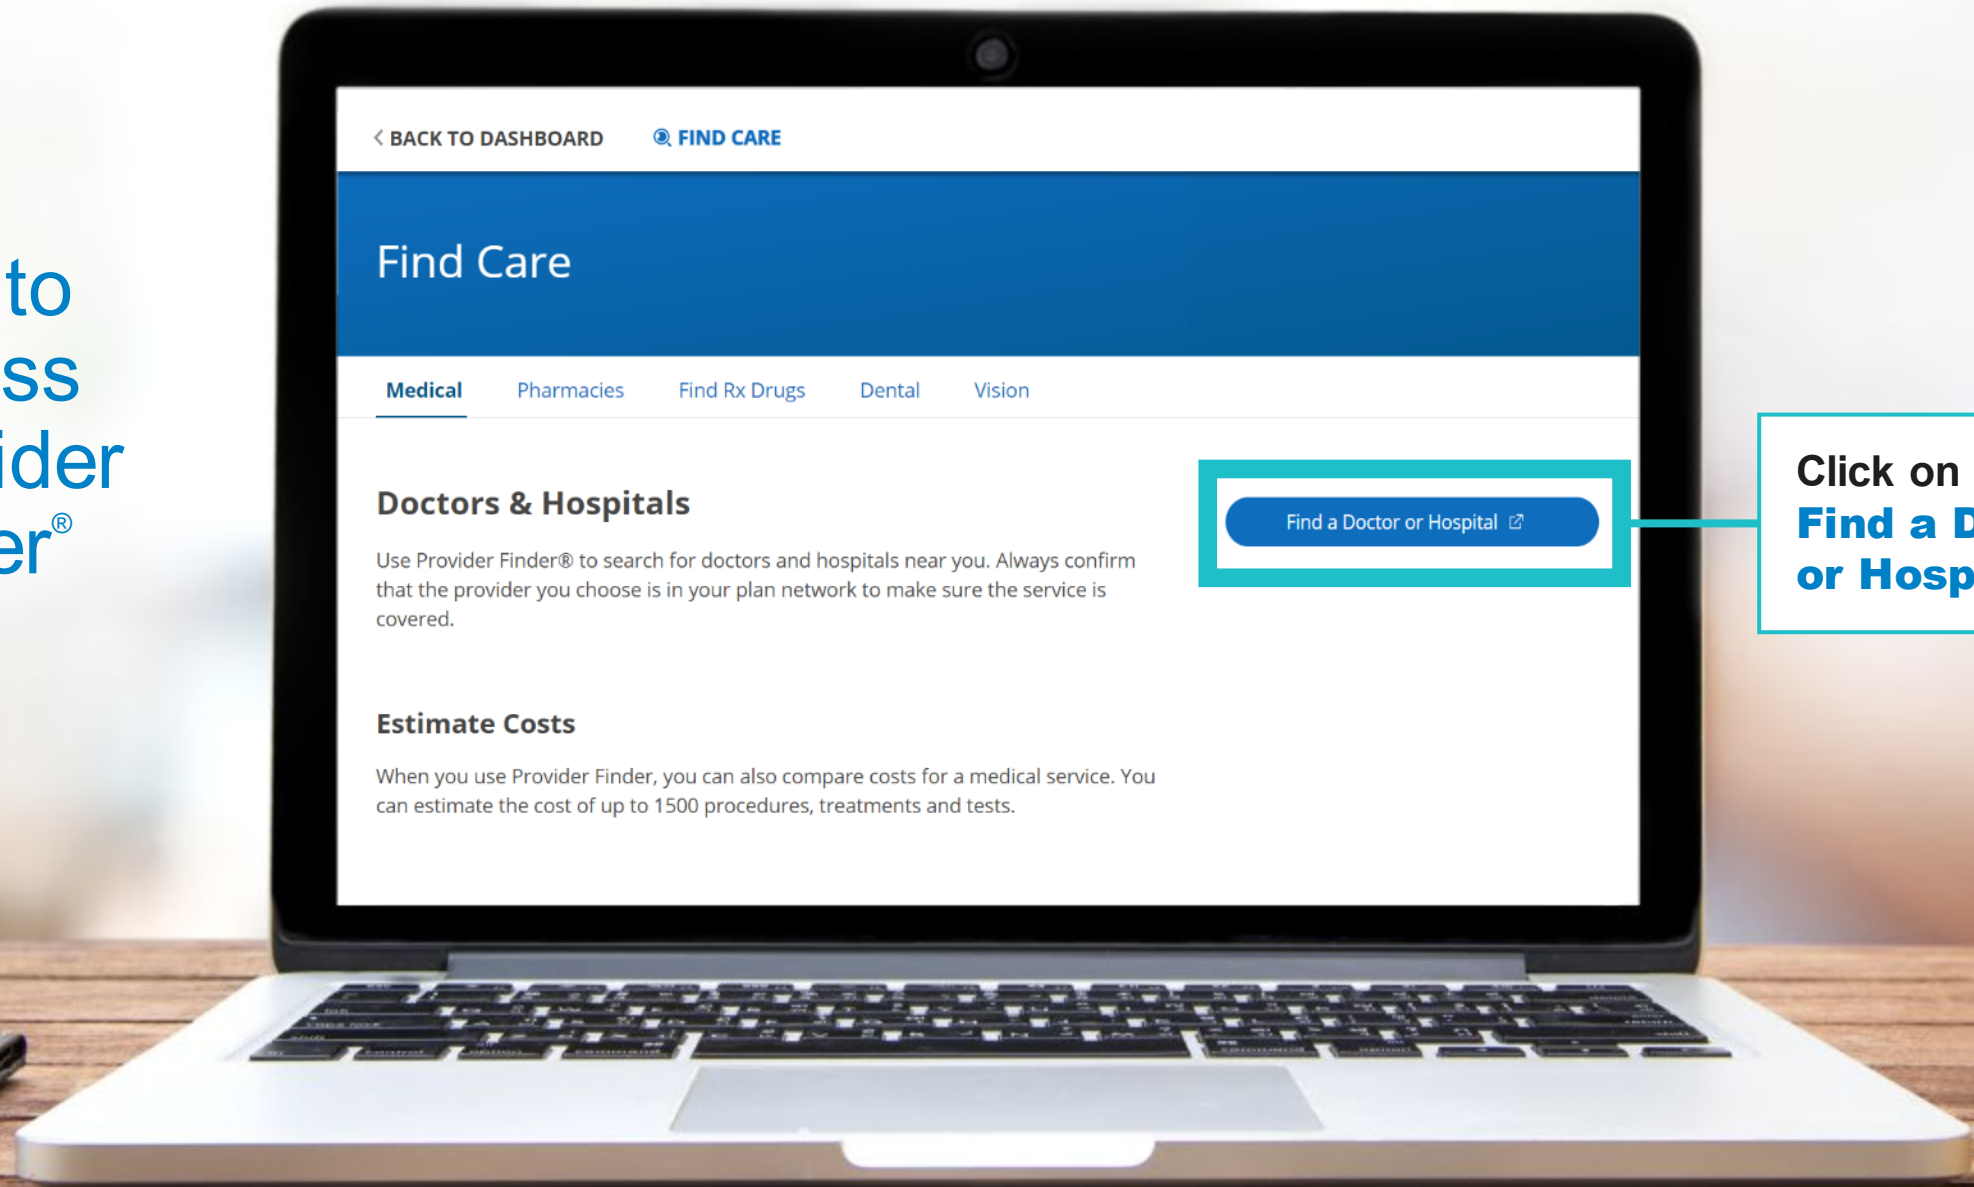 to
ss
ider
er®
< BACK TO DASHBOARD FIND CARE
Find Care
Medical Pharmacies Find Rx Drugs Dental Vision
Doctors & Hospitals
Use Provider Finder® to search for doctors and hospitals near you. Always confirm
that the provider you choose is in your plan network to make sure the service is
covered.
Find a Doctor or Hospital
Estimate Costs
When you use Provider Finder, you can also compare costs for a medical service. You
can estimate the cost of up to 1500 procedures, treatments and tests.
Click on
Find a D
or Hosp
command option command